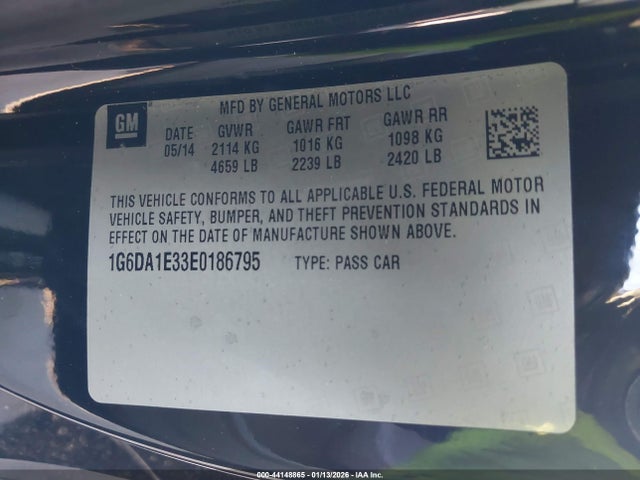 MFD BY GENERAL MOTORS LLC
GM
DATE GVWR GAWR FRT GAWR RR
05/14 2114 KG 1016 KG 1098 KG
4659 LB 2239 LB 2420 LB
THIS VEHICLE CONFORMS TO ALL APPLICABLE U.S. FEDERAL MOTOR
VEHICLE SAFETY, BUMPER, AND THEFT PREVENTION STANDARDS IN
EFFECT ON THE DATE OF MANUFACTURE SHOWN ABOVE.
1G6DA1E33E0186795 TYPE: PASS CAR
000-44148865 - 01/13/2026 - IAA Inc.